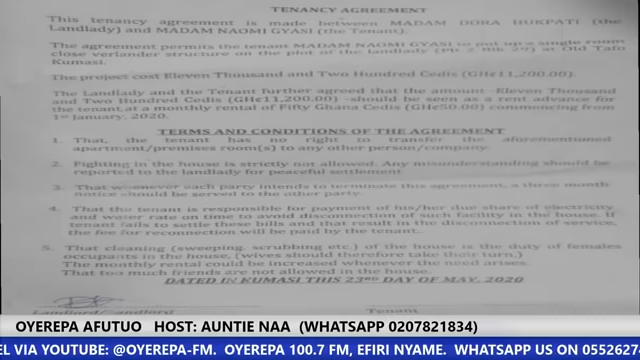 TENANCY AGREEMENT
This tenancy agreement is made between MADAM DORA HUKPATI (the
Landlady) and MADAM NAOMI GYASI (the Tenant).
The agreement permits the tenant MADAM NAOMI GYASI to put up a single room
close verlander structure on the plot of the landlady at Old Tafo
Kumasi.
The project cost Eleven Thousand and Two Hundred Cedis (GH¢11,200.00).
The Landlady and the Tenant further agreed that the amount Eleven Thousand
and Two Hundred Cedis (GH¢11,200.00) should be seen as a rent advance for
the tenant at a monthly rental of Fifty Ghana Cedis (GH¢50.00) commencing from
1st January, 2020.
TERMS AND CONDITIONS OF THE AGREEMENT
1. That, the tenant has no right to transfer the aforementioned
apartment/premises room(s) to any other person/company.
2. Fighting in the house is strictly not allowed. Any misunderstanding should be
reported to the landlady for peaceful settlement
3. That whenever each party intends to terminate this agreement, a three month
notice should be served to the other party.
4. That the tenant is responsible for payment of his/her due share of electricity
and water rate on time to avoid disconnection of such facility in the house. If
tenant fails to settle these bills and that result in the disconnection of service,
the fee for reconnection will be paid by the tenant.
5. That cleaning (sweeping, scrubbing etc.) of the house is the duty of females
occupants in the house, (wives should therefore take their turn.)
The monthly rental could be increased whenever the need arises.
That too much friends are not allowed in the house.
DATED IN KUMASI THIS 23RD DAY OF MAY, 2020
Landlord Tenant
OYEREPA AFUTUO HOST: AUNTIE NAA (WHATSAPP 0207821834)
EL VIA YOUTUBE: @OYEREPA-FM. OYEREPA 100.7 FM, EFIRI NYAME. WHATSAPP US ON 0552627